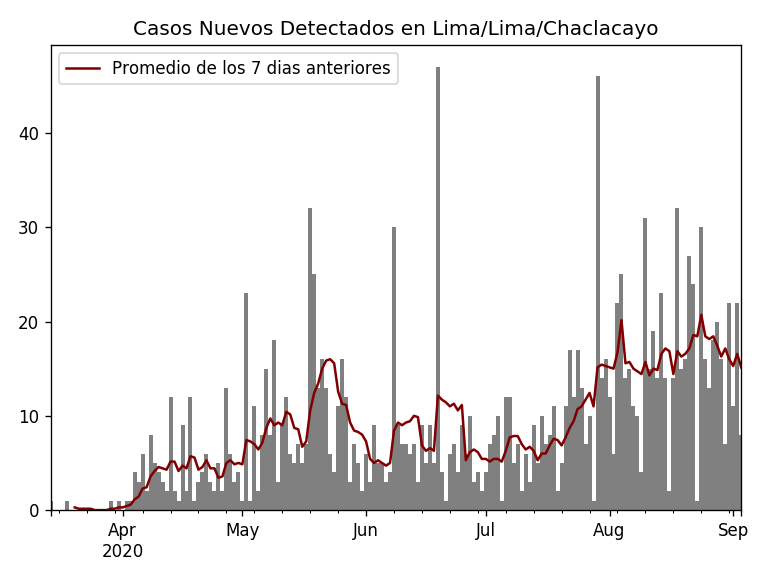 Casos Nuevos Detectados en Lima/Lima/Chaclacayo
Promedio de los 7 dias anteriores
40
30
20
10
0
Apr May Jun Jul Aug Sep
2020